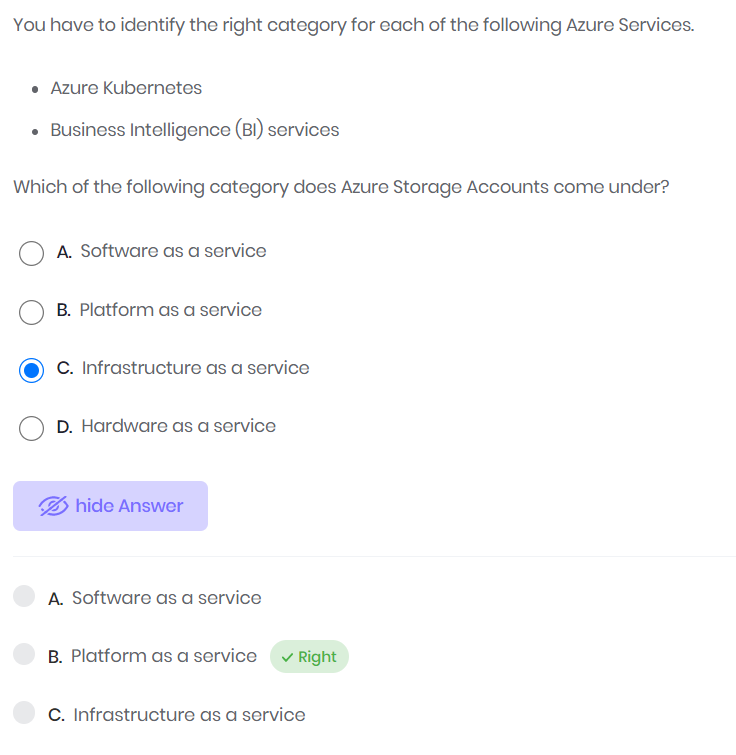 You have to identify the right category for each of the following Azure Services.
• Azure Kubernetes
• Business Intelligence (BI) services
Which of the following category does Azure Storage Accounts come under?
A. Software as a service
B. Platform as a service
C. Infrastructure as a service
D. Hardware as a service
hide Answer
A. Software as a service
B. Platform as a service ✓ Right
C. Infrastructure as a service